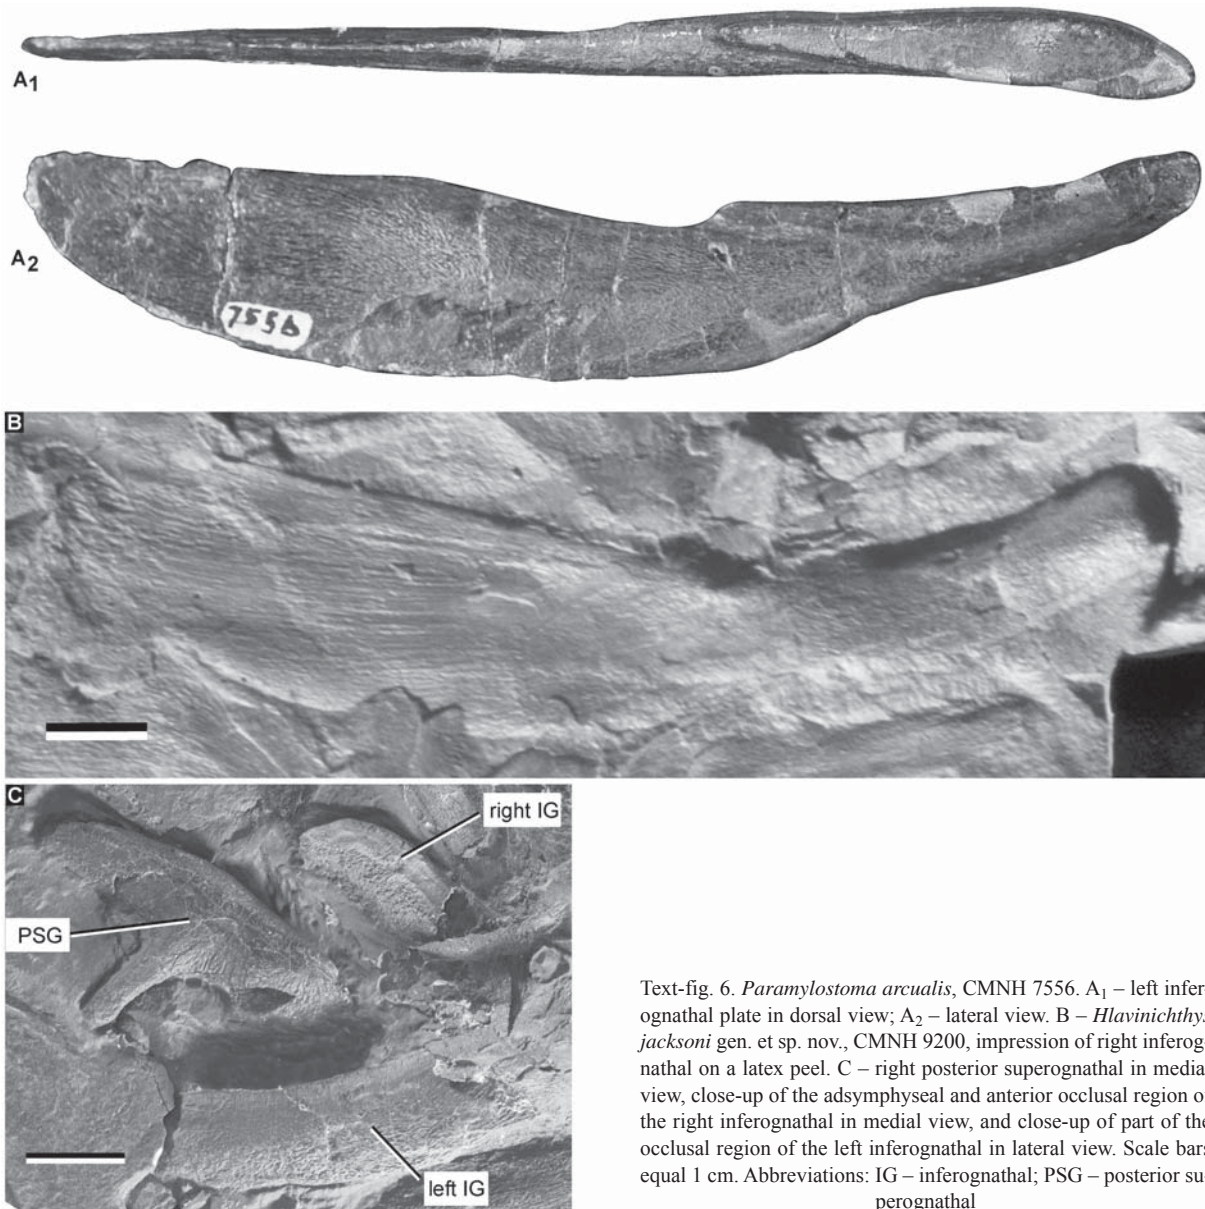 A1
A2
755b
B
C
right IG
PSG
left IG
Text-fig. 6. Paramylostoma arcualis, CMNH 7556. A1 – left infer-
ognathal plate in dorsal view; A2 – lateral view. B – Hlavinichthys
jacksoni gen. et sp. nov., CMNH 9200, impression of right inferog-
nathal on a latex peel. C – right posterior superognathal in medial
view, close-up of the adsymphyseal and anterior occlusal region of
the right inferognathal in medial view, and close-up of part of the
occlusal region of the left inferognathal in lateral view. Scale bars
equal 1 cm. Abbreviations: IG – inferognathal; PSG – posterior su-
perognathal